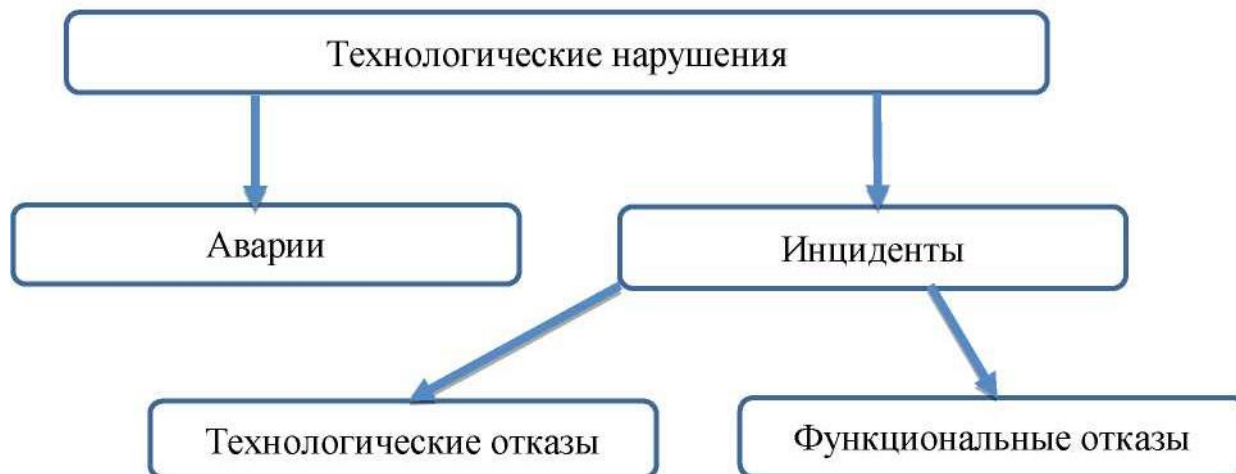 Технологические нарушения
Аварии
Инциденты
Технологические отказы
Функциональные отказы